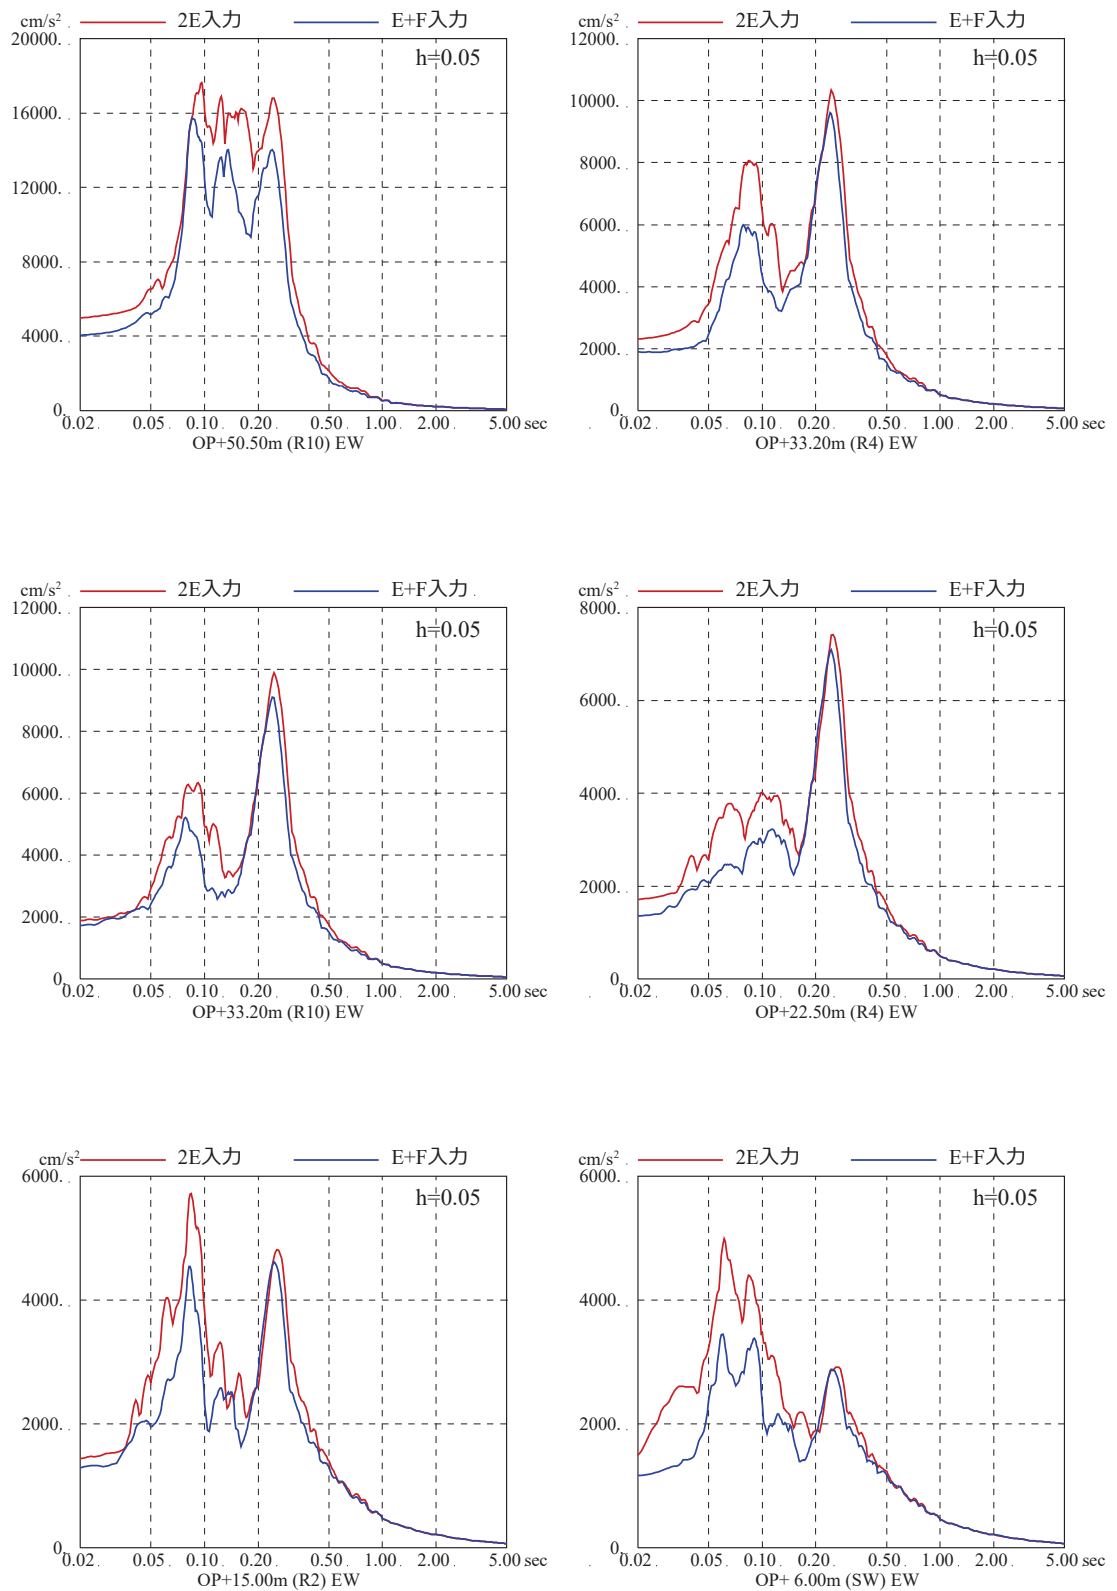 cm/s² 2E入力 E+F入力
20000.
h=0.05
16000.
12000.
8000.
4000.
0.
0.02 0.05 0.10 0.20 0.50 1.00 2.00 5.00 sec
OP+50.50m (R10) EW
cm/s² 2E入力 E+F入力
12000.
h=0.05
10000.
8000.
6000.
4000.
2000.
0.
0.02 0.05 0.10 0.20 0.50 1.00 2.00 5.00 sec
OP+33.20m (R4) EW
cm/s² 2E入力 E+F入力
12000.
h=0.05
10000.
8000.
6000.
4000.
2000.
0.
0.02 0.05 0.10 0.20 0.50 1.00 2.00 5.00 sec
OP+33.20m (R10) EW
cm/s² 2E入力 E+F入力
8000.
h=0.05
6000.
4000.
2000.
0.
0.02 0.05 0.10 0.20 0.50 1.00 2.00 5.00 sec
OP+22.50m (R4) EW
cm/s² 2E入力 E+F入力
6000.
h=0.05
4000.
2000.
0.
0.02 0.05 0.10 0.20 0.50 1.00 2.00 5.00 sec
OP+15.00m (R2) EW
cm/s² 2E入力 E+F入力
6000.
h=0.05
4000.
2000.
0.
0.02 0.05 0.10 0.20 0.50 1.00 2.00 5.00 sec
OP+ 6.00m (SW) EW